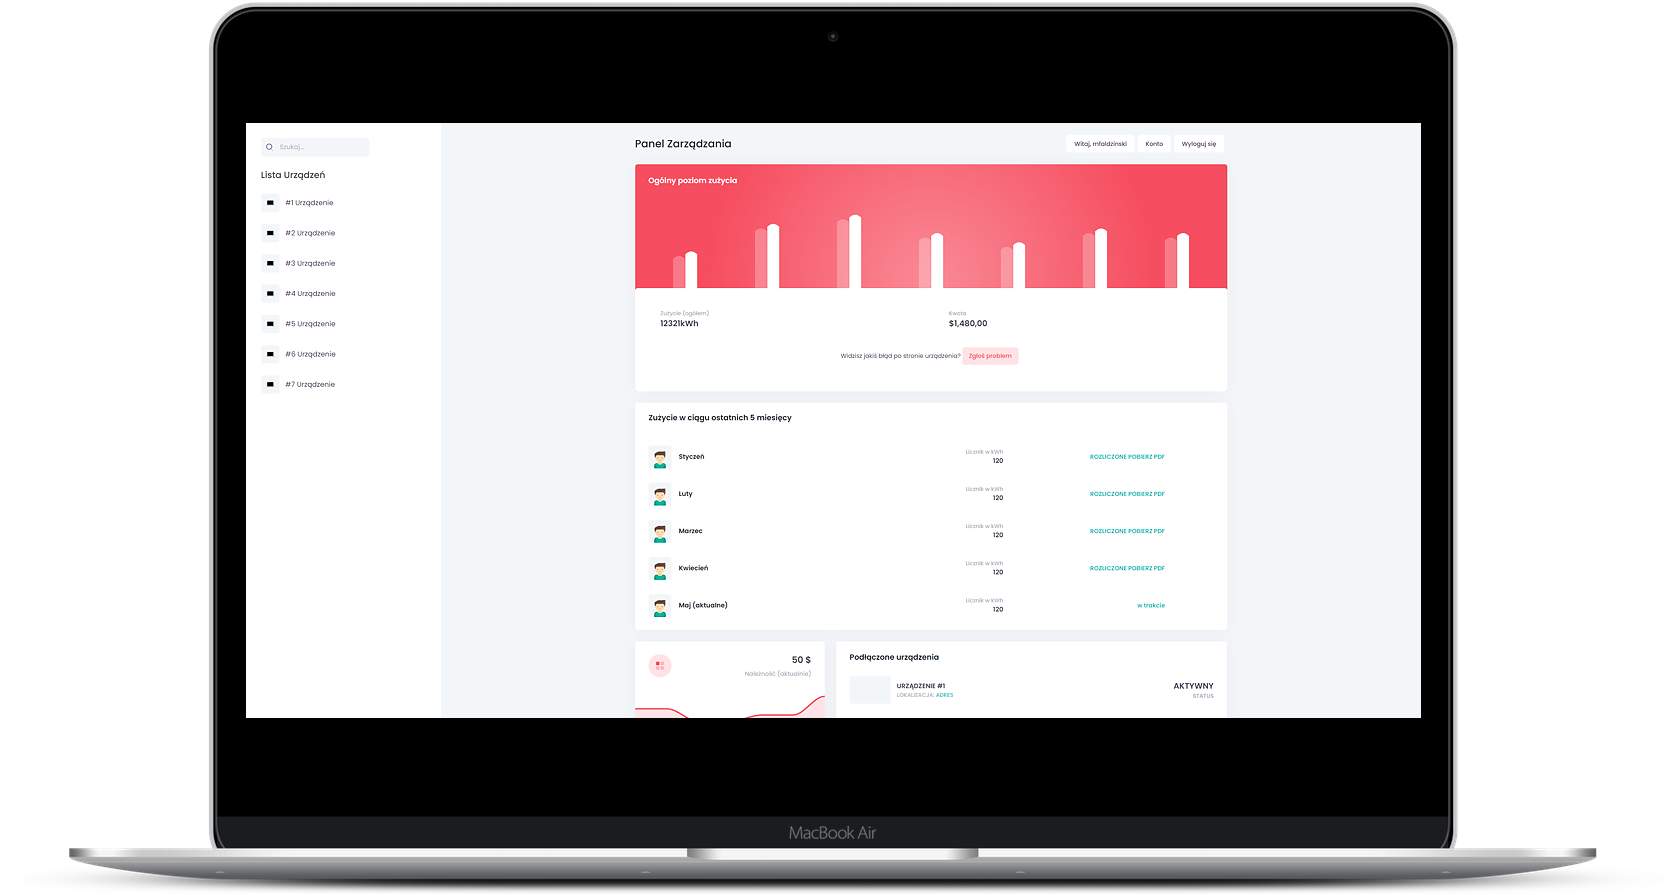 Szukaj...
Lista Urządzeń
#1 Urządzenie
#2 Urządzenie
#3 Urządzenie
#4 Urządzenie
#5 Urządzenie
#6 Urządzenie
#7 Urządzenie
Panel Zarządzania
Witaj, mfaldzinski
Konto
Wyloguj się
Ogólny poziom zużycia
Zużycie (ogółem)
12321kWh
Kwota
$1,480,00
Widzisz jakiś błąd po stronie urządzenia? Zgłoś problem
Zużycie w ciągu ostatnich 5 miesięcy
Styczeń
Licznik w kWh
120
ROZLICZONE POBIERZ PDF
Luty
Licznik w kWh
120
ROZLICZONE POBIERZ PDF
Marzec
Licznik w kWh
120
ROZLICZONE POBIERZ PDF
Kwiecień
Licznik w kWh
120
ROZLICZONE POBIERZ PDF
Maj (aktualne)
Licznik w kWh
120
w trakcie
50 $
Należność (aktualnie)
Podłączone urządzenia
URZĄDZENIE #1
LOKALIZACJA: ADRES
AKTYWNY
STATUS
MacBook Air